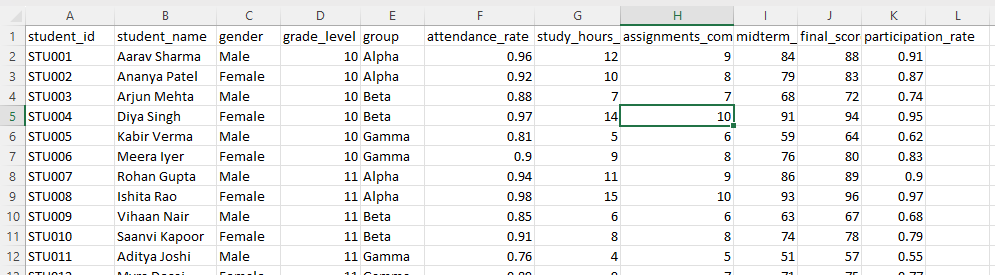 A B C D E F G H I J K L
1 student_id student_name gender grade_level group attendance_rate study_hours_ assignments_com midterm_ final_scor participation_rate
2 STU001 Aarav Sharma Male 10 Alpha 0.96 12 9 84 88 0.91
3 STU002 Ananya Patel Female 10 Alpha 0.92 10 8 79 83 0.87
4 STU003 Arjun Mehta Male 10 Beta 0.88 7 7 68 72 0.74
5 STU004 Diya Singh Female 10 Beta 0.97 14 10 91 94 0.95
6 STU005 Kabir Verma Male 10 Gamma 0.81 5 6 59 64 0.62
7 STU006 Meera Iyer Female 10 Gamma 0.9 9 8 76 80 0.83
8 STU007 Rohan Gupta Male 11 Alpha 0.94 11 9 86 89 0.9
9 STU008 Ishita Rao Female 11 Alpha 0.98 15 10 93 96 0.97
10 STU009 Vihaan Nair Male 11 Beta 0.85 6 6 63 67 0.68
11 STU010 Saanvi Kapoor Female 11 Beta 0.91 8 8 74 78 0.79
12 STU011 Aditya Joshi Male 11 Gamma 0.76 4 5 51 57 0.55